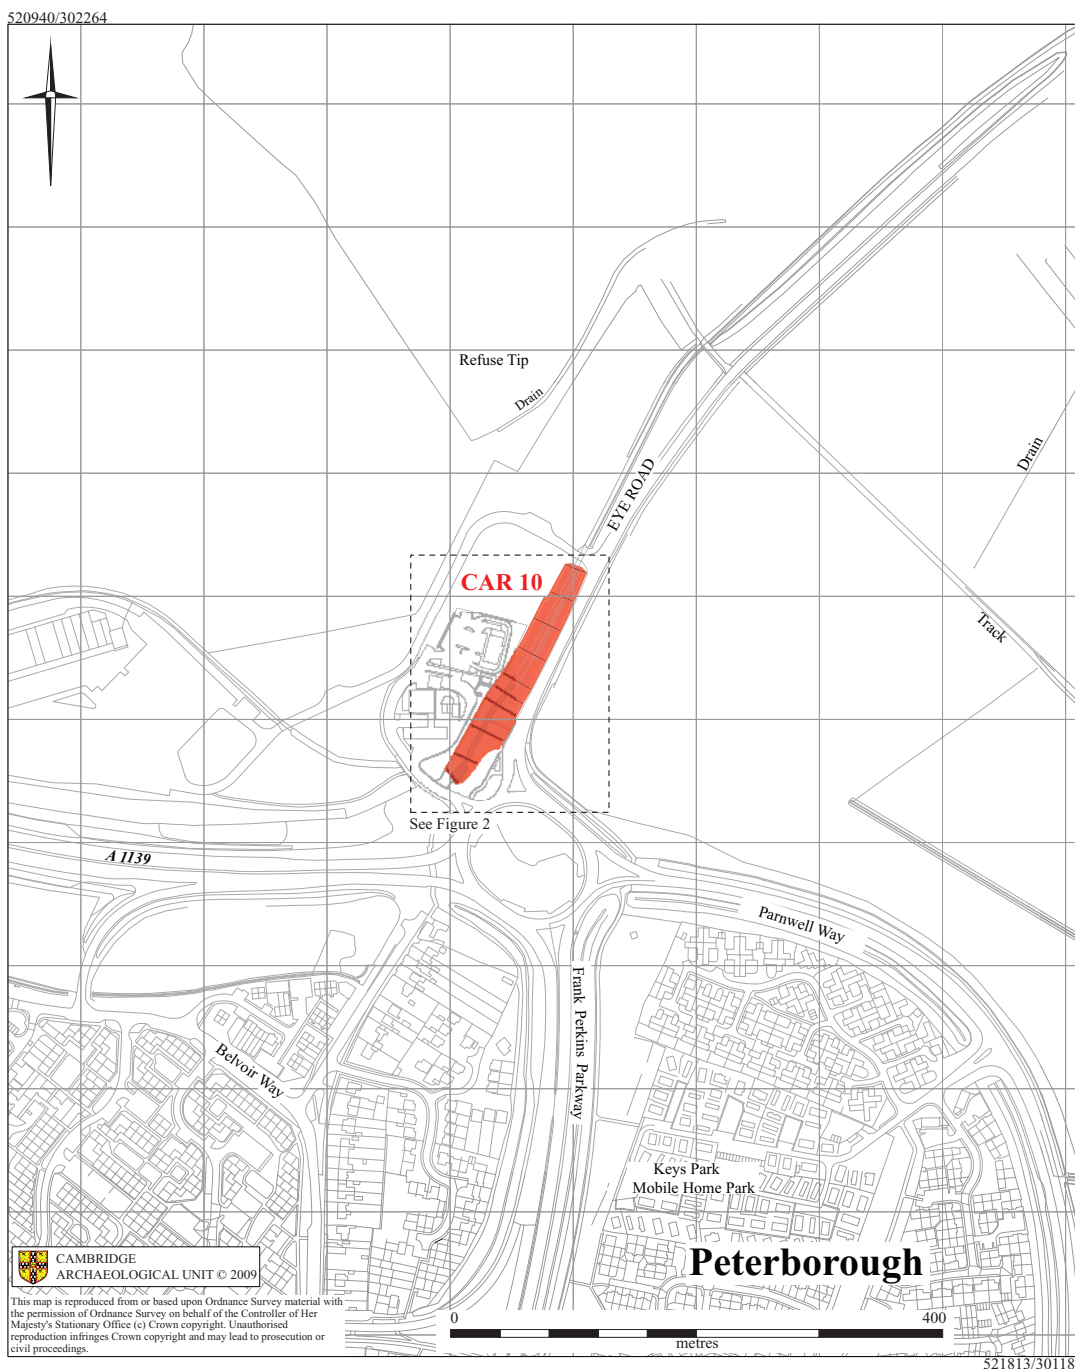 520940/302264
Refuse Tip
Drain
EYE ROAD
Drain
CAR 10
Track
See Figure 2
A 1139
Parnwell Way
Frank Perkins Parkway
Belvoir Way
Keys Park
Mobile Home Park
Peterborough
CAMBRIDGE
ARCHAEOLOGICAL UNIT © 2009
This map is reproduced from or based upon Ordnance Survey material with
the permission of Ordnance Survey on behalf of the Controller of Her
Majesty's Stationary Office (c) Crown copyright. Unauthorised
reproduction infringes Crown copyright and may lead to prosecution or
civil proceedings.
0 400
metres
521813/30118